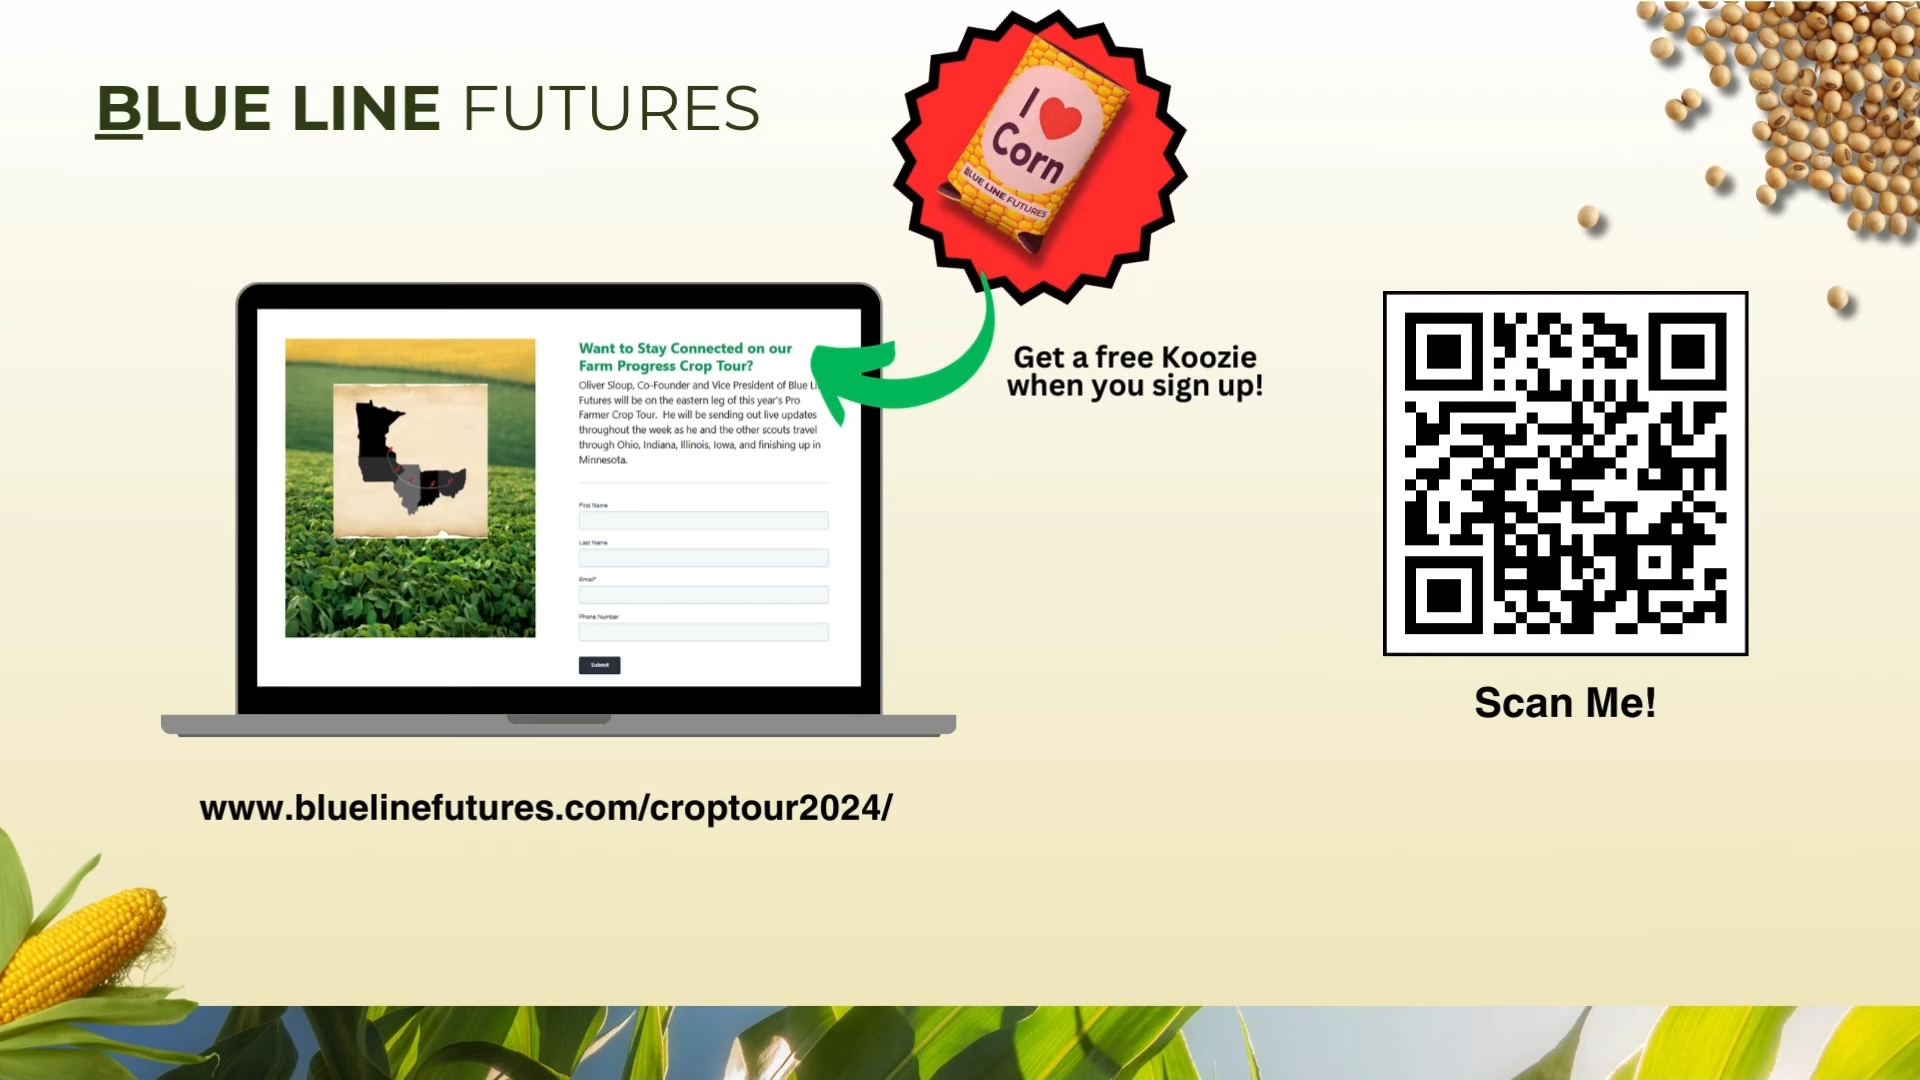 BLUE LINE FUTURES
I ❤ Corn
BLUE LINE FUTURES
Get a free Koozie
when you sign up!
Want to Stay Connected on our
Farm Progress Crop Tour?
Oliver Sloup, Co-Founder and Vice President of Blue
Futures will be on the eastern leg of this year's Pro
Farmer Crop Tour. He will be sending out live updates
throughout the week as he and the other scouts travel
through Ohio, Indiana, Illinois, Iowa, and finishing up in
Minnesota.
First Name
Last Name
Email*
Phone Number
Submit
Scan Me!
www.bluelinefutures.com/croptour2024/